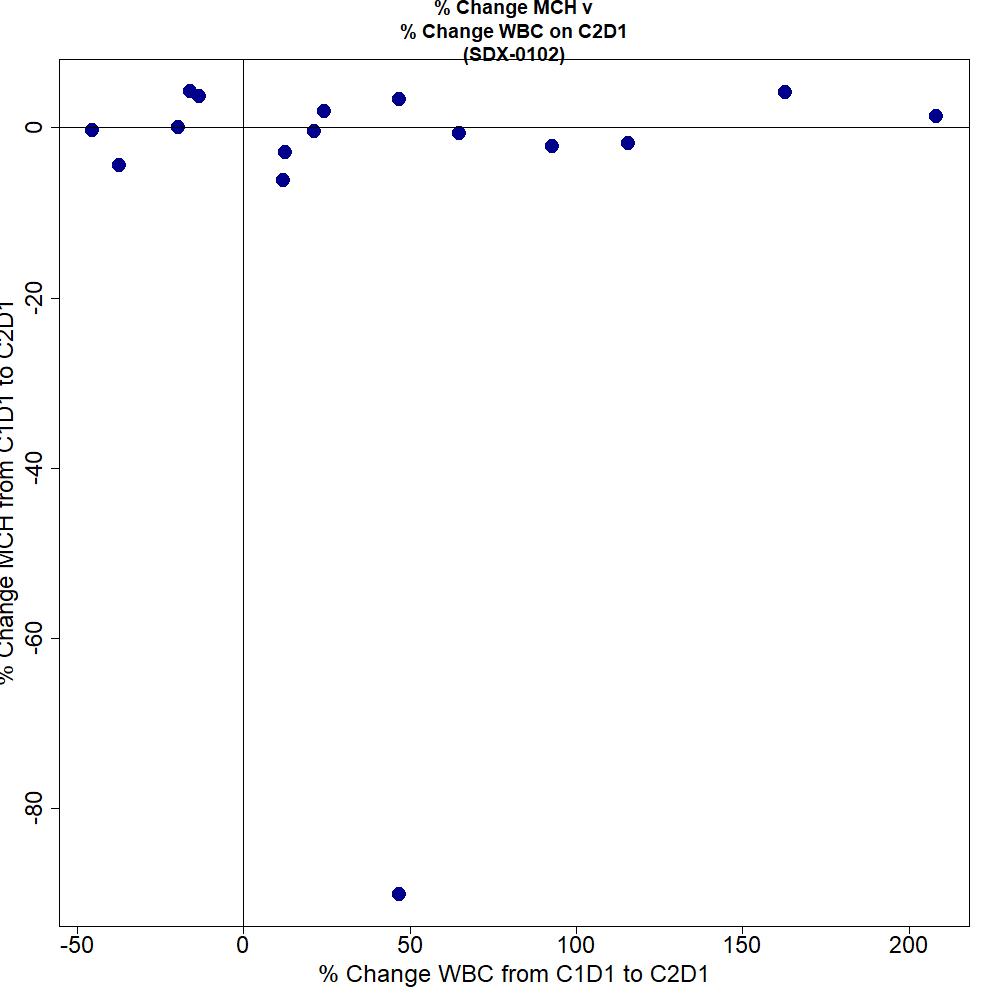 % Change MCH v
% Change WBC on C2D1
(SDX-0102)
0
-20
-40
-60
-80
% Change MCH from C1D1 to C2D1
-50
0
50
100
150
200
% Change WBC from C1D1 to C2D1